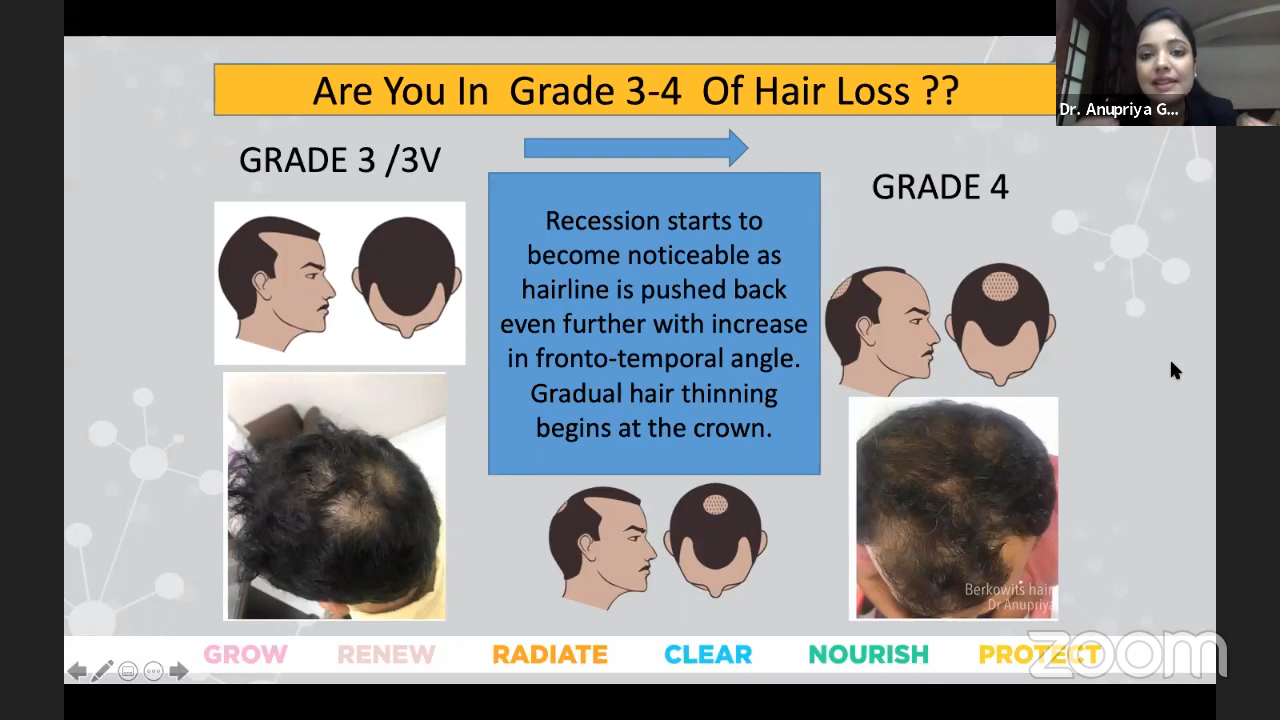 Are You In Grade 3-4 Of Hair Loss ??
Dr. Anupriya G...
GRADE 3 /3V
GRADE 4
Recession starts to
become noticeable as
hairline is pushed back
even further with increase
in fronto-temporal angle.
Gradual hair thinning
begins at the crown.
Berkowits hair
Dr Anupriya
GROW RENEW RADIATE CLEAR NOURISH PROTECT
zoom